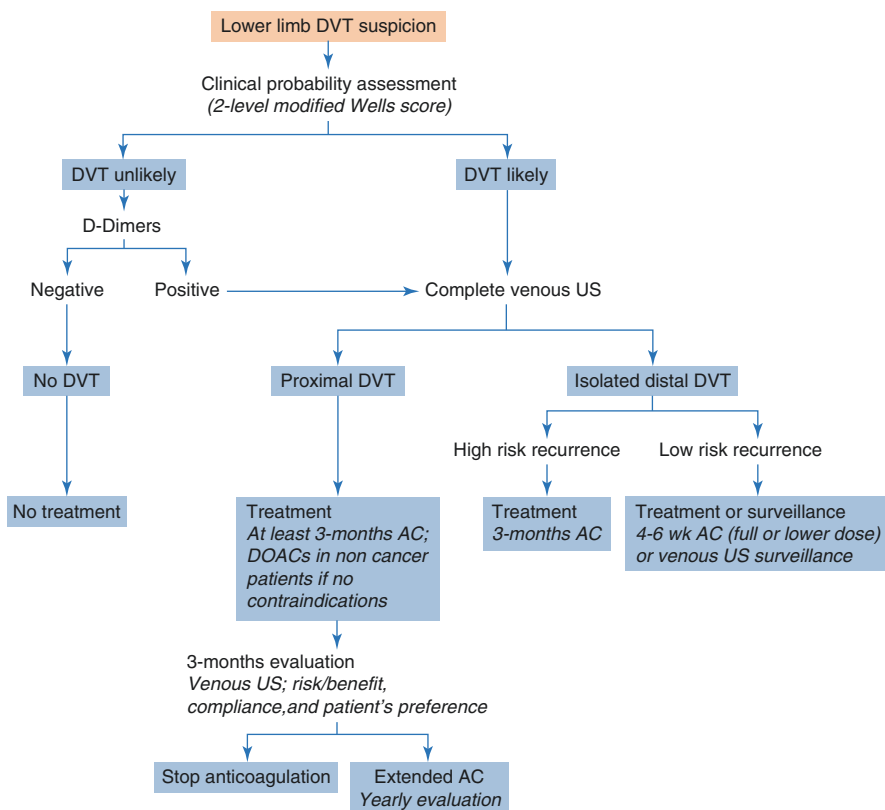 Lower limb DVT suspicion
Clinical probability assessment
(2-level modified Wells score)
DVT unlikely
DVT likely
D-Dimers
Negative
Positive
Complete venous US
No DVT
Proximal DVT
Isolated distal DVT
High risk recurrence
Low risk recurrence
No treatment
Treatment
At least 3-months AC;
DOACs in non cancer
patients if no
contraindications
Treatment
3-months AC
Treatment or surveillance
4-6 wk AC (full or lower dose)
or venous US surveillance
3-months evaluation
Venous US; risk/benefit,
compliance,and patient's preference
Stop anticoagulation
Extended AC
Yearly evaluation